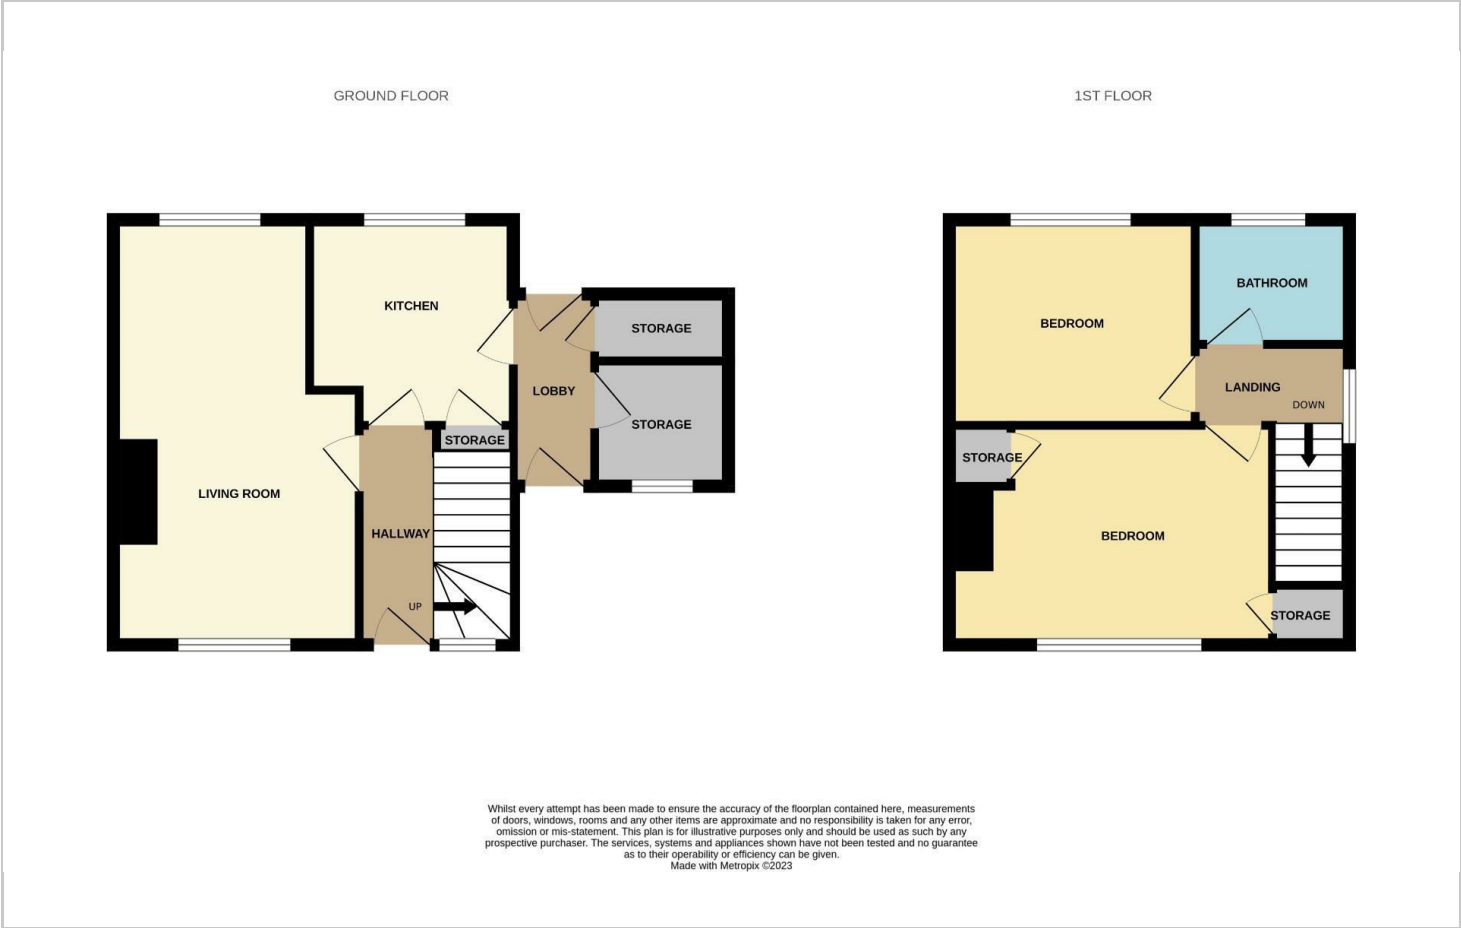 GROUND FLOOR
1ST FLOOR
KITCHEN
STORAGE
LOBBY
STORAGE
STORAGE
LIVING ROOM
HALLWAY
UP
BATHROOM
BEDROOM
LANDING
DOWN
STORAGE
BEDROOM
STORAGE
Whilst every attempt has been made to ensure the accuracy of the floorplan contained here, measurements
of doors, windows, rooms and any other items are approximate and no responsibility is taken for any error,
omission or mis-statement. This plan is for illustrative purposes only and should be used as such by any
prospective purchaser. The services, systems and appliances shown have not been tested and no guarantee
as to their operability or efficiency can be given.
Made with Metropix ©2023